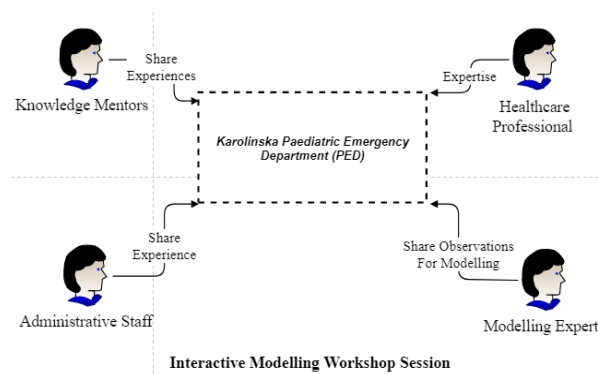 Share
Experiences
Knowledge Mentors
Expertise
Healthcare
Professional
Karolinska Paediatric Emergency
Department (PED)
Share
Experience
Administrative Staff
Share Observations
For Modelling
Modelling Expert
Interactive Modelling Workshop Session